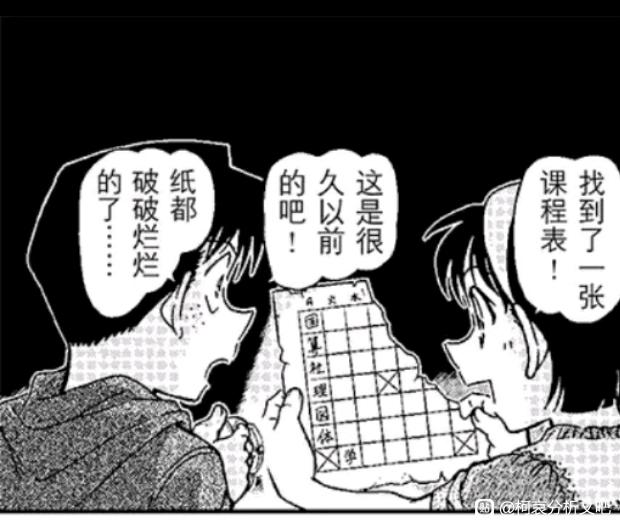 找到了一张
课程表！
这是很
久以前
的吧！
纸都
破破烂烂
的了……
月 火 水
国
算
社
理
图
体
学
@柯哀分析文吧